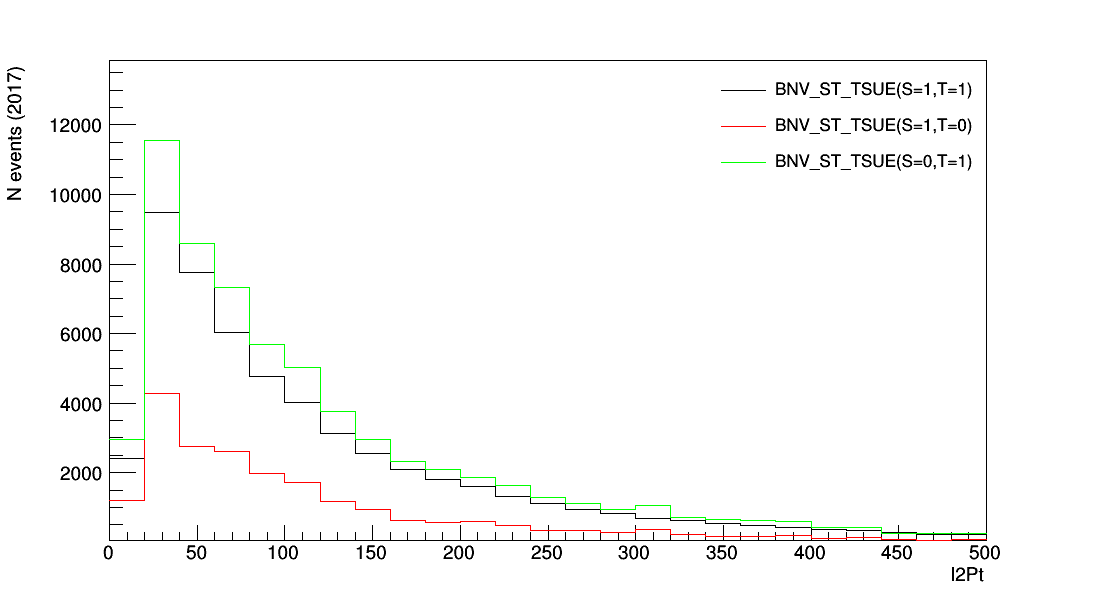 N events (2017)
BNV_ST_TSUE(S=1,T=1)
BNV_ST_TSUE(S=1,T=0)
BNV_ST_TSUE(S=0,T=1)
12000
10000
8000
6000
4000
2000
0 50 100 150 200 250 300 350 400 450 500
l2Pt